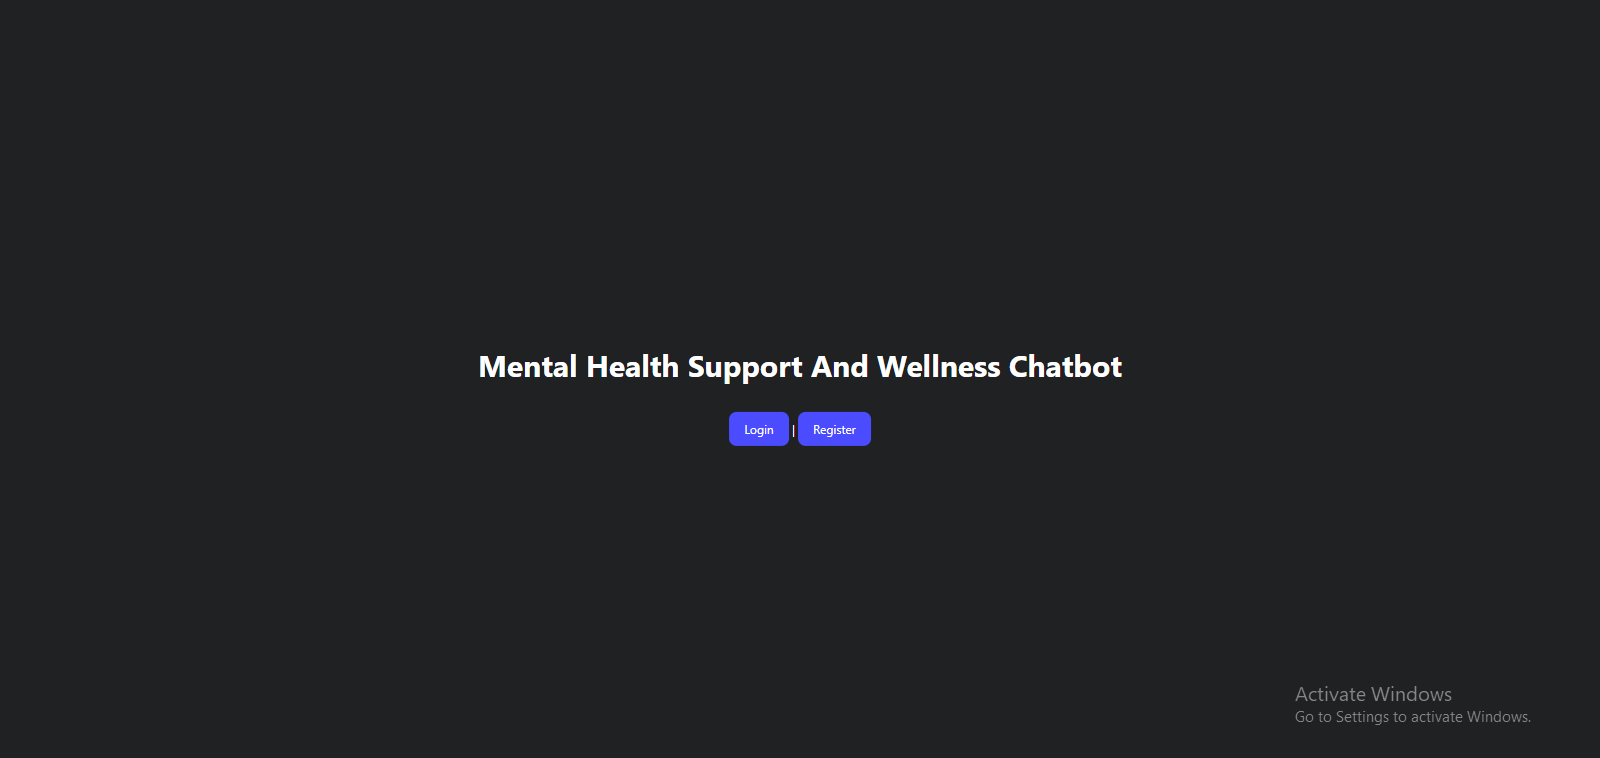 Mental Health Support And Wellness Chatbot
Login | Register
Activate Windows
Go to Settings to activate Windows.